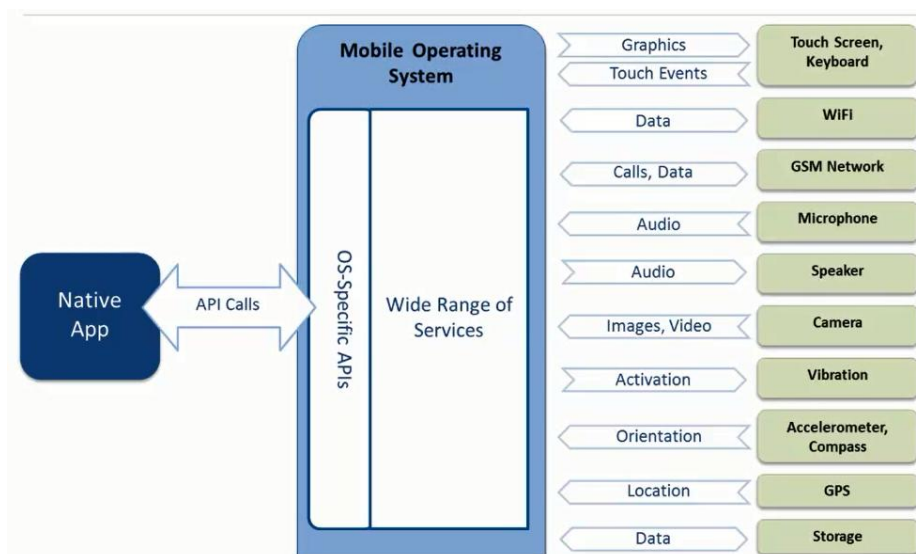 Mobile Operating
System
Native
App
API Calls
OS-Specific APIs
Wide Range of
Services
Graphics
Touch Events
Touch Screen,
Keyboard
Data
WiFi
Calls, Data
GSM Network
Audio
Microphone
Audio
Speaker
Images, Video
Camera
Activation
Vibration
Orientation
Accelerometer,
Compass
Location
GPS
Data
Storage